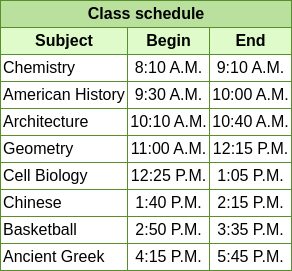 Class schedule
Subject Begin End
Chemistry 8:10 A.M. 9:10 A.M.
American History 9:30 A.M. 10:00 A.M.
Architecture 10:10 A.M. 10:40 A.M.
Geometry 11:00 A.M. 12:15 P.M.
Cell Biology 12:25 P.M. 1:05 P.M.
Chinese 1:40 P.M. 2:15 P.M.
Basketball 2:50 P.M. 3:35 P.M.
Ancient Greek 4:15 P.M. 5:45 P.M.